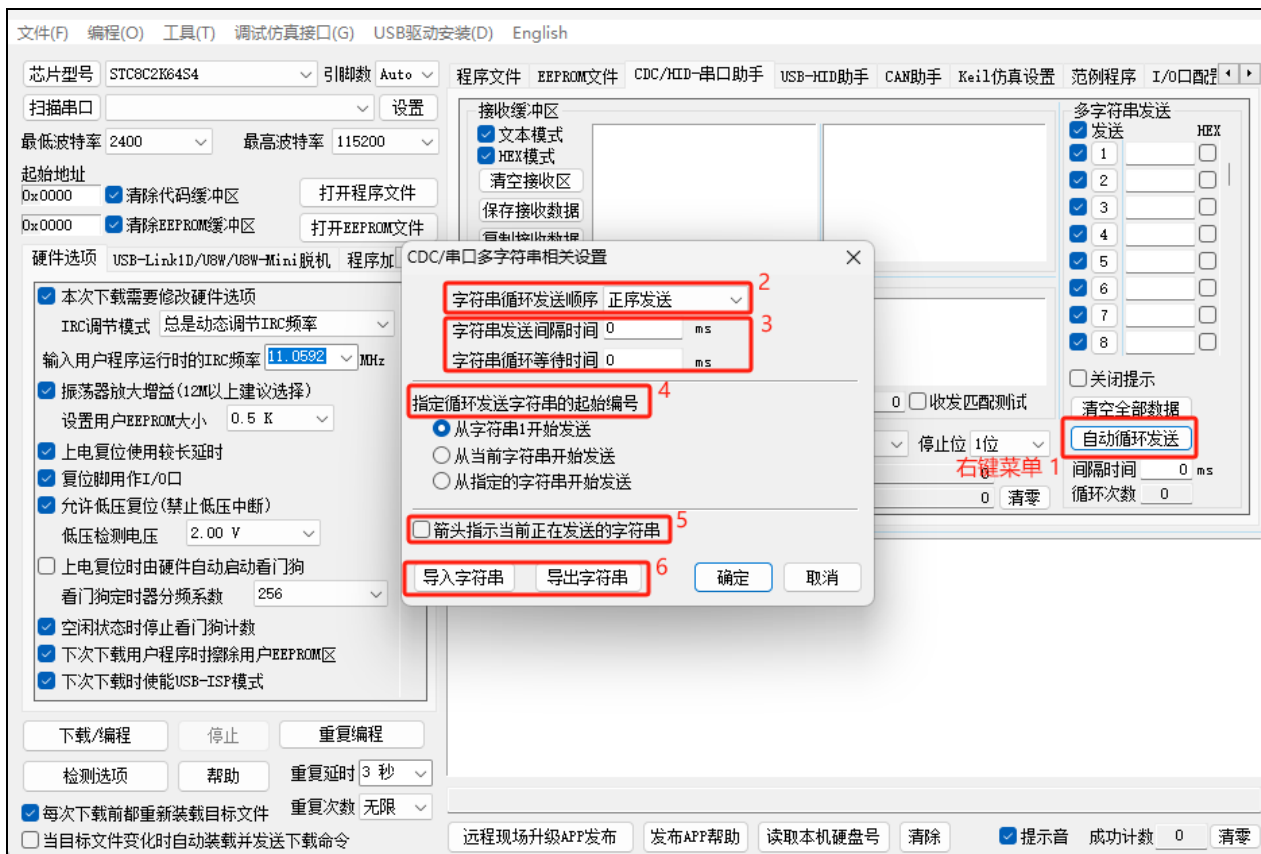 文件(F) 编程(O) 工具(T) 调试仿真接口(G) USB驱动安装(D) English
芯片型号 STC8C2K64S4 引脚数 Auto
扫描串口 设置
最低波特率 2400 最高波特率 115200
起始地址
0x0000 清除代码缓冲区 打开程序文件
0x0000 清除EEPROM缓冲区 打开EEPROM文件
硬件选项 USB-Link1D/U8W/U8W-Mini脱机 程序加
本次下载需要修改硬件选项
IRC调节模式 总是动态调节IRC频率
输入用户程序运行时的IRC频率 11.0592 MHz
振荡器放大增益(12M以上建议选择)
设置用户EEPROM大小 0.5 K
上电复位使用较长延时
复位脚用作I/O口
允许低压复位(禁止低压中断)
低压检测电压 2.00 V
上电复位时由硬件自动启动看门狗
看门狗定时器分频系数 256
空闲状态时停止看门狗计数
下次下载用户程序时擦除用户EEPROM区
下次下载时使能USB-ISP模式
下载/编程 停止 重复编程
检测选项 帮助 重复延时 3 秒
每次下载前都重新装载目标文件 重复次数 无限
当目标文件变化时自动装载并发送下载命令
程序文件 EEPROM文件 CDC/HID-串口助手 USB-HID助手 CAN助手 Keil仿真设置 范例程序 I/O口配置
接收缓冲区
文本模式
HEX模式
清空接收区
保存接收数据
复制接收数据
多字符串发送
发送 HEX
1
2
3
4
5
6
7
8
关闭提示
清空全部数据
自动循环发送
间隔时间 0 ms
循环次数 0
0 收发匹配测试
停止位 1位
右键菜单 1
0
0 清零
CDC/串口多字符串相关设置
字符串循环发送顺序 正序发送 2
字符串发送间隔时间 0 ms 3
字符串循环等待时间 0 ms
指定循环发送字符串的起始编号 4
从字符串1开始发送
从当前字符串开始发送
从指定的字符串开始发送
箭头指示当前正在发送的字符串 5
导入字符串 导出字符串 6 确定 取消
远程现场升级APP发布 发布APP帮助 读取本机硬盘号 清除 提示音 成功计数 0 清零